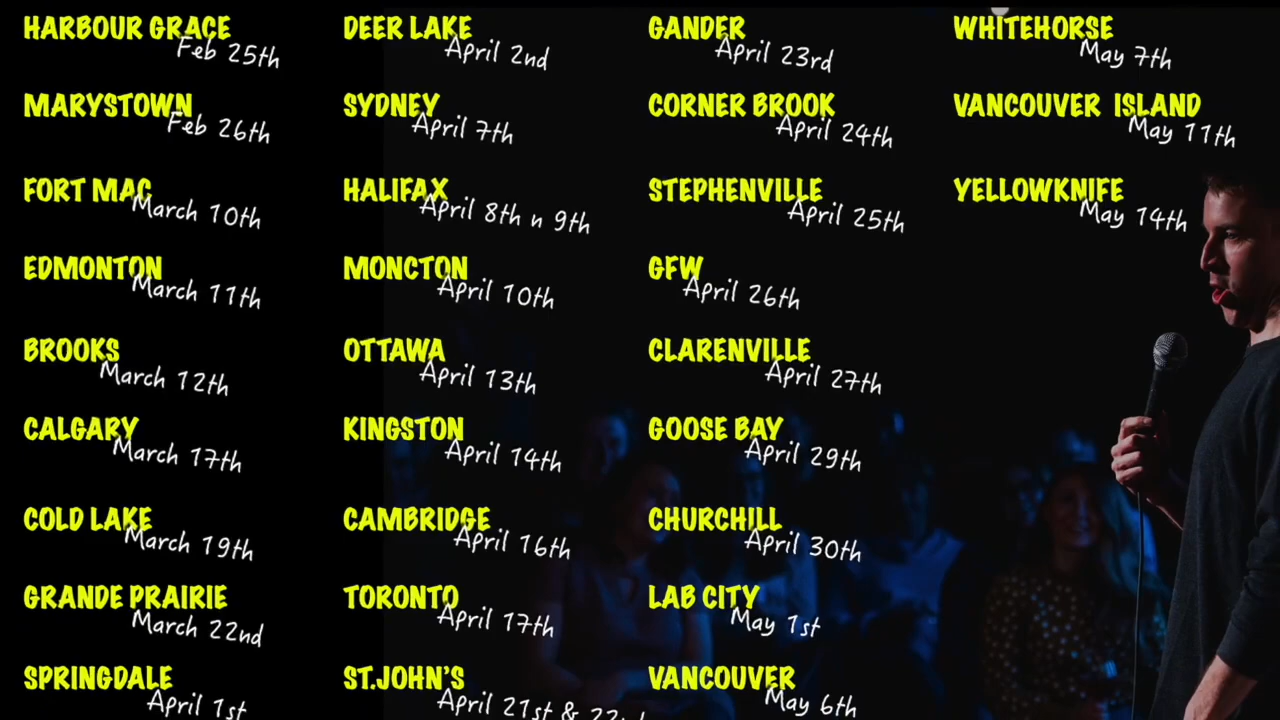 HARBOUR GRACE
Feb 25th
MARYSTOWN
Feb 26th
FORT MAC
March 10th
EDMONTON
March 11th
BROOKS
March 12th
CALGARY
March 17th
COLD LAKE
March 19th
GRANDE PRAIRIE
March 22nd
SPRINGDALE
April 1st
DEER LAKE
April 2nd
SYDNEY
April 7th
HALIFAX
April 8th n 9th
MONCTON
April 10th
OTTAWA
April 13th
KINGSTON
April 14th
CAMBRIDGE
April 16th
TORONTO
April 17th
ST.JOHN'S
April 21st & 22nd
GANDER
April 23rd
CORNER BROOK
April 24th
STEPHENVILLE
April 25th
GFW
April 26th
CLARENVILLE
April 27th
GOOSE BAY
April 29th
CHURCHILL
April 30th
LAB CITY
May 1st
VANCOUVER
May 6th
WHITEHORSE
May 7th
VANCOUVER ISLAND
May 11th
YELLOWKNIFE
May 14th